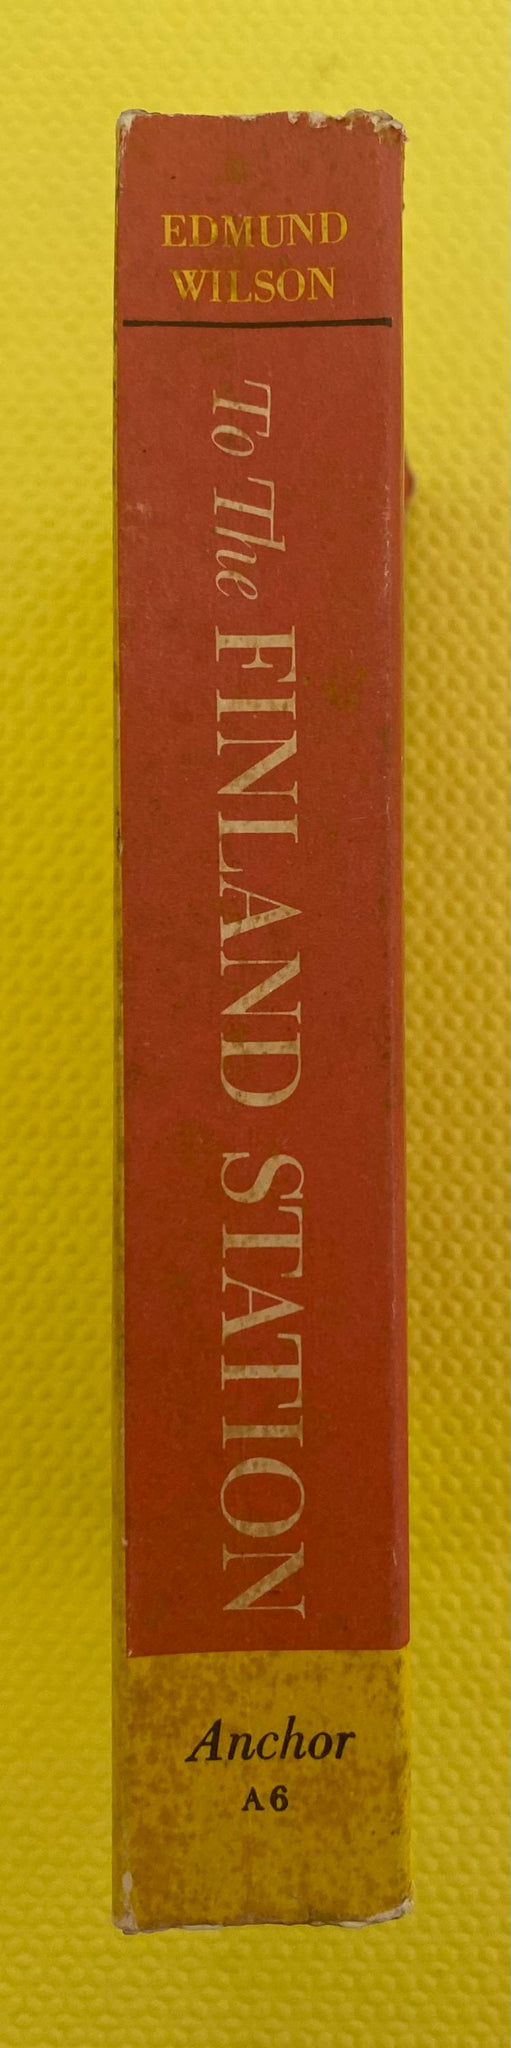 EDMUND
WILSON
To The FINLAND STATION
Anchor
A6